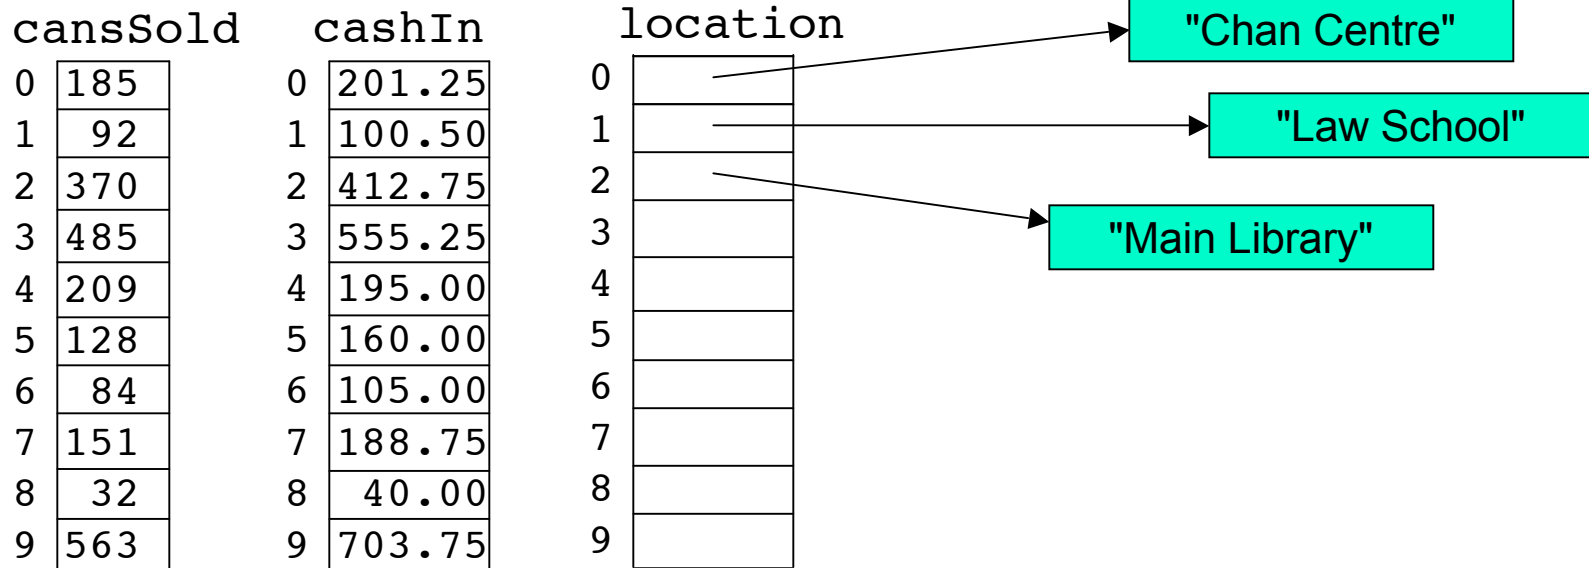 cansSold cashIn location "Chan Centre"
0 185 0 201.25 0
1 92 1 100.50 1 "Law School"
2 370 2 412.75 2
3 485 3 555.25 3 "Main Library"
4 209 4 195.00 4
5 128 5 160.00 5
6 84 6 105.00 6
7 151 7 188.75 7
8 32 8 40.00 8
9 563 9 703.75 9